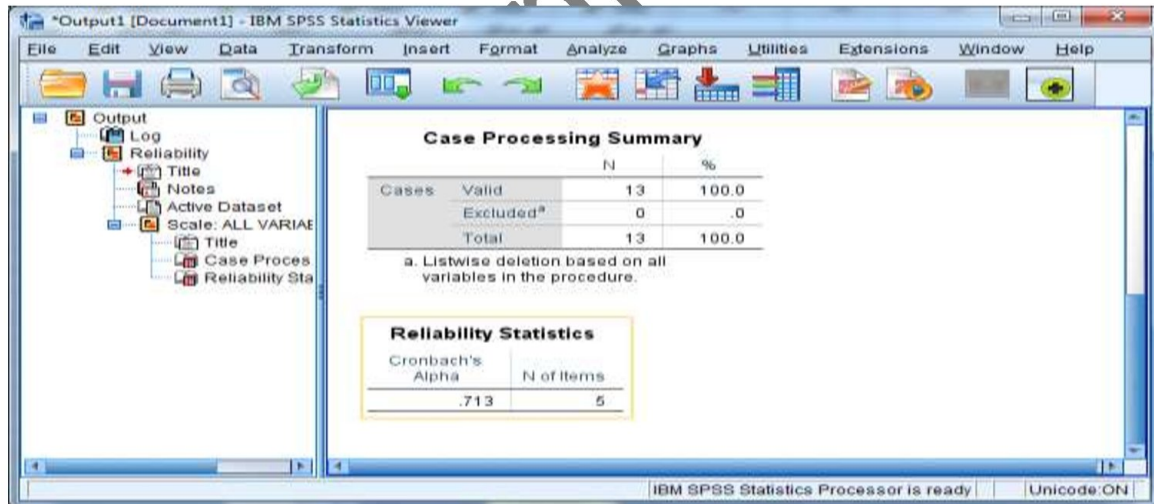 *Output1 [Document1] - IBM SPSS Statistics Viewer
File Edit View Data Transform Insert Format Analyze Graphs Utilities Extensions Window Help
Output
Log
Reliability
Title
Notes
Active Dataset
Scale: ALL VARIAE
Title
Case Proces
Reliability Sta
Case Processing Summary
N %
Cases Valid 13 100.0
Excludedᵃ 0 .0
Total 13 100.0
a. Listwise deletion based on all
variables in the procedure.
Reliability Statistics
Cronbach's
Alpha N of Items
.713 5
IBM SPSS Statistics Processor is ready Unicode:ON